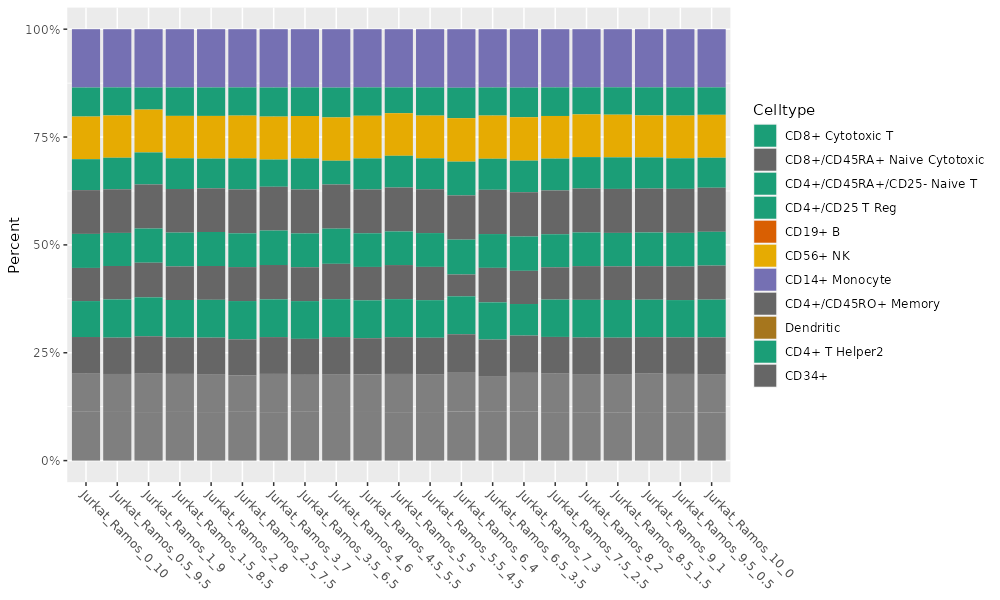 100%
75%
50%
25%
0%
Percent
Jurkat_Ramos_0_10
Jurkat_Ramos_0.5_9.5
Jurkat_Ramos_1_9
Jurkat_Ramos_1.5_8.5
Jurkat_Ramos_2_8
Jurkat_Ramos_2.5_7.5
Jurkat_Ramos_3_7
Jurkat_Ramos_3.5_6.5
Jurkat_Ramos_4_6
Jurkat_Ramos_4.5_5.5
Jurkat_Ramos_5_5
Jurkat_Ramos_5.5_4.5
Jurkat_Ramos_6_4
Jurkat_Ramos_6.5_3.5
Jurkat_Ramos_7_3
Jurkat_Ramos_7.5_2.5
Jurkat_Ramos_8_2
Jurkat_Ramos_8.5_1.5
Jurkat_Ramos_9_1
Jurkat_Ramos_9.5_0.5
Jurkat_Ramos_10_0
Celltype
CD8+ Cytotoxic T
CD8+/CD45RA+ Naive Cytotoxic
CD4+/CD45RA+/CD25- Naive T
CD4+/CD25 T Reg
CD19+ B
CD56+ NK
CD14+ Monocyte
CD4+/CD45RO+ Memory
Dendritic
CD4+ T Helper2
CD34+